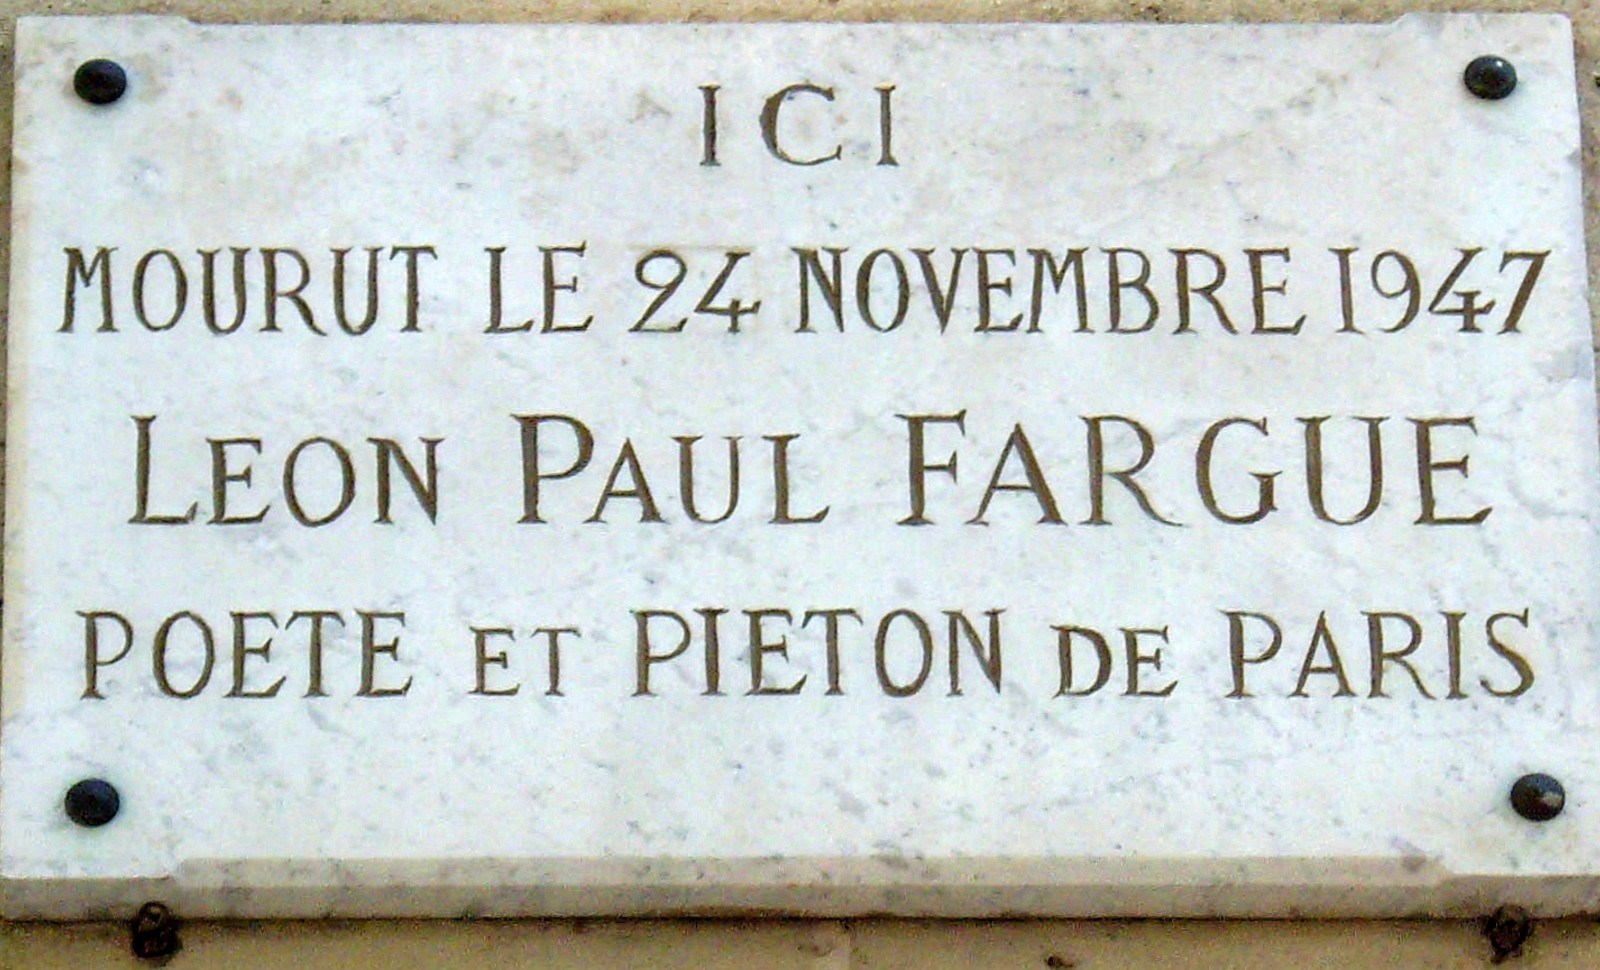 ICI
MOURUT LE 24 NOVEMBRE 1947
LEON PAUL FARGUE
POETE ET PIETON DE PARIS